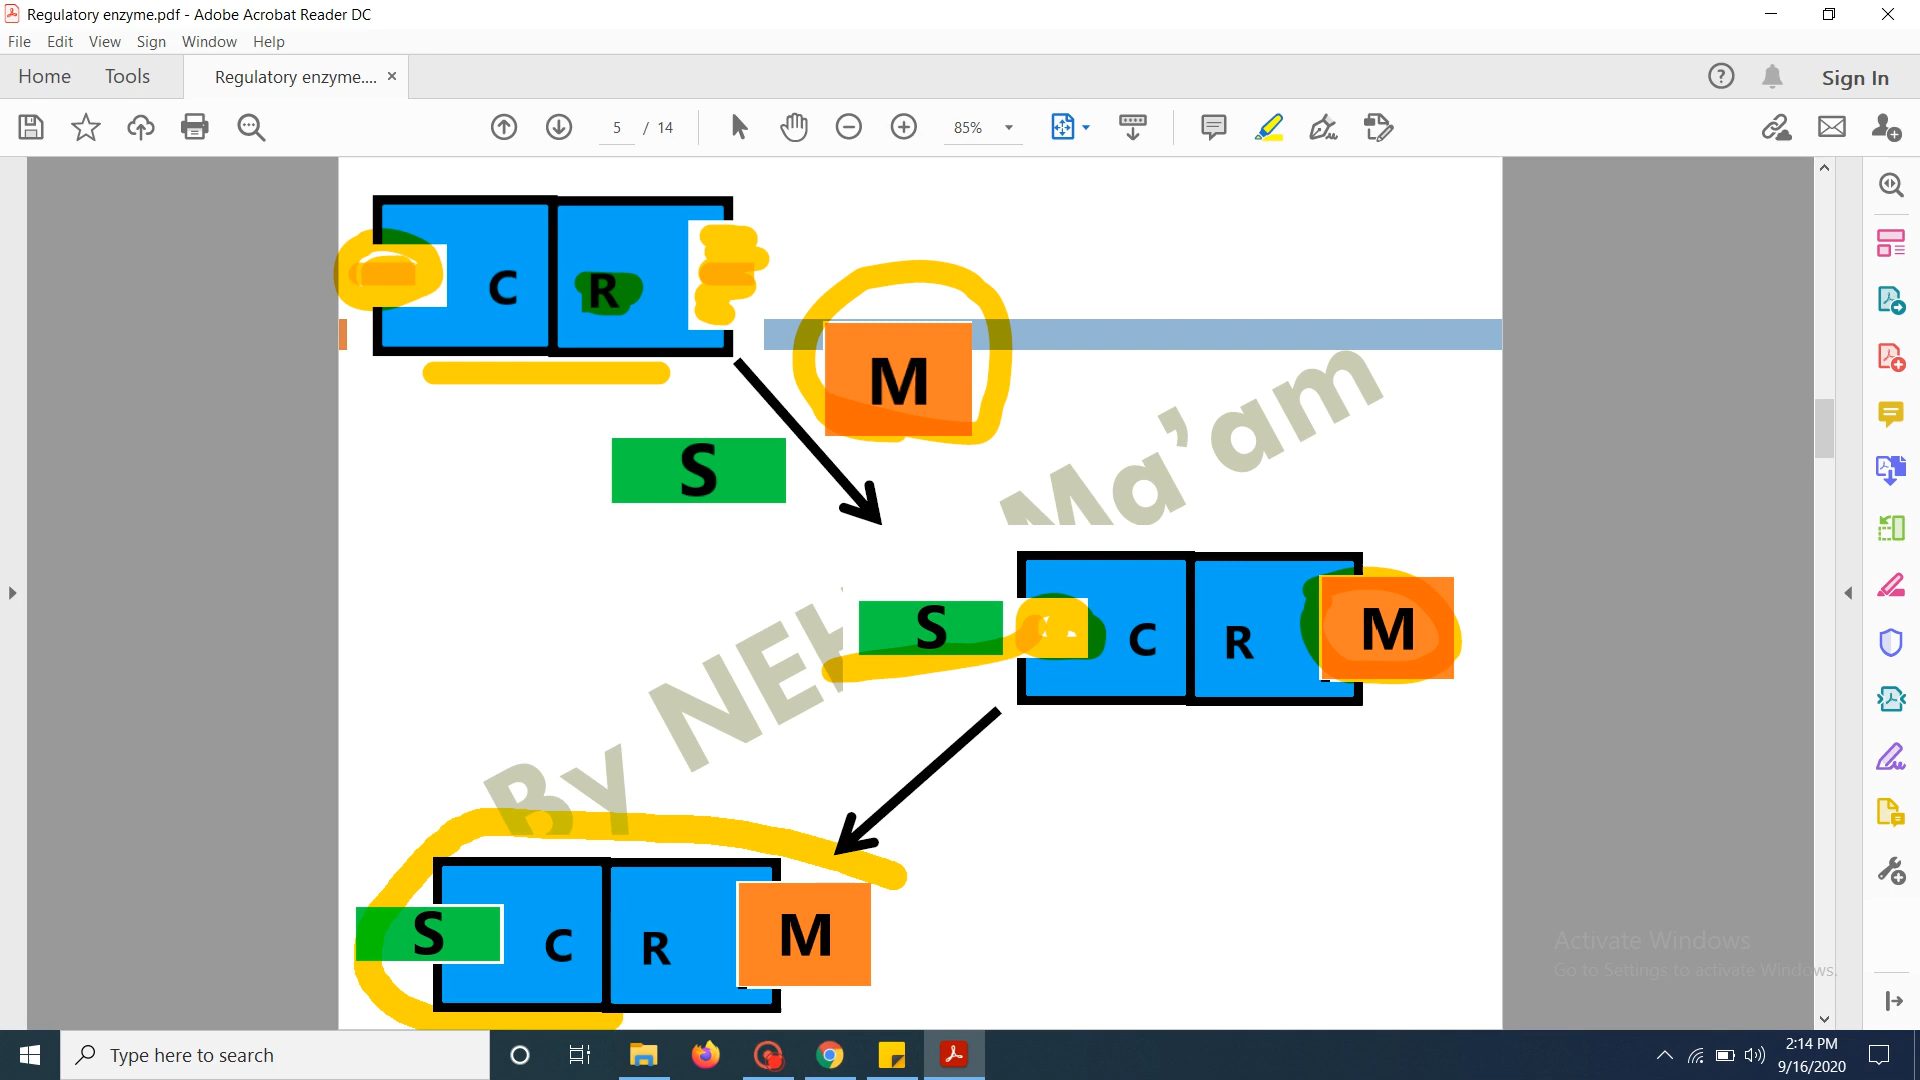 Regulatory enzyme.pdf - Adobe Acrobat Reader DC
File Edit View Sign Window Help
Home Tools Regulatory enzyme.... × Sign In
5 / 14 85%
C R
M
S
Ma'am
S C R M
By NEH
S C R M
Activate Windows
Go to Settings to activate Windows.
Type here to search
2:14 PM
9/16/2020